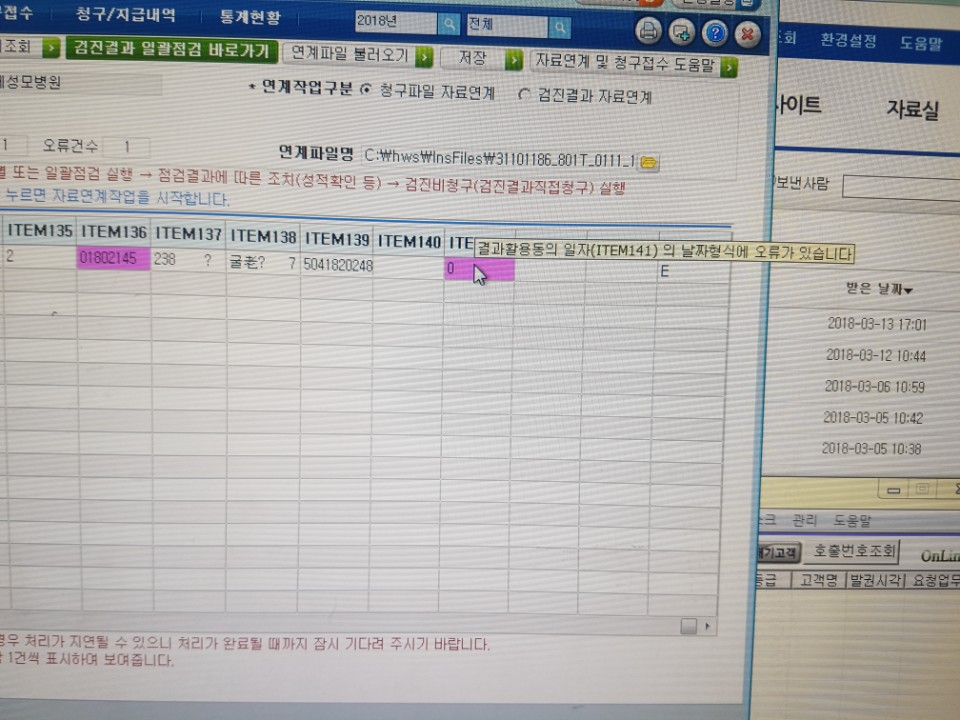 접수 청구/지급내역 통계현황 2018년 전체
조회 검진결과 일괄점검 바로가기 연계파일 불러오기 저장 자료연계 및 청구접수 도움말
성모병원 * 연계작업구분 청구파일 자료연계 검진결과 자료연계
1 오류건수 1 연계파일명 C:₩hws₩InsFiles₩31101186_801T_0111_1
또는 일괄점검 실행 → 점검결과에 따른 조치(성적확인 등) → 검진비청구(검진결과직접청구) 실행
누르면 자료연계작업을 시작합니다.
ITEM135 ITEM136 ITEM137 ITEM138 ITEM139 ITEM140 ITE
결과활용동의 일자(ITEM141) 의 날짜형식에 오류가 있습니다
2 01802145 238 ? 굴老? 7 5041820248 0 E
경우 처리가 지연될 수 있으니 처리가 완료될 때까지 잠시 기다려 주시기 바랍니다.
1건씩 표시하여 보여줍니다.
조회 환경설정 도움말
사이트 자료실
보낸사람
받은 날짜▼
2018-03-13 17:01
2018-03-12 10:44
2018-03-06 10:59
2018-03-05 10:42
2018-03-05 10:38
관리 도움말
대기고객 호출번호조회 OnLin
등급 고객명 발권시각 요청업무